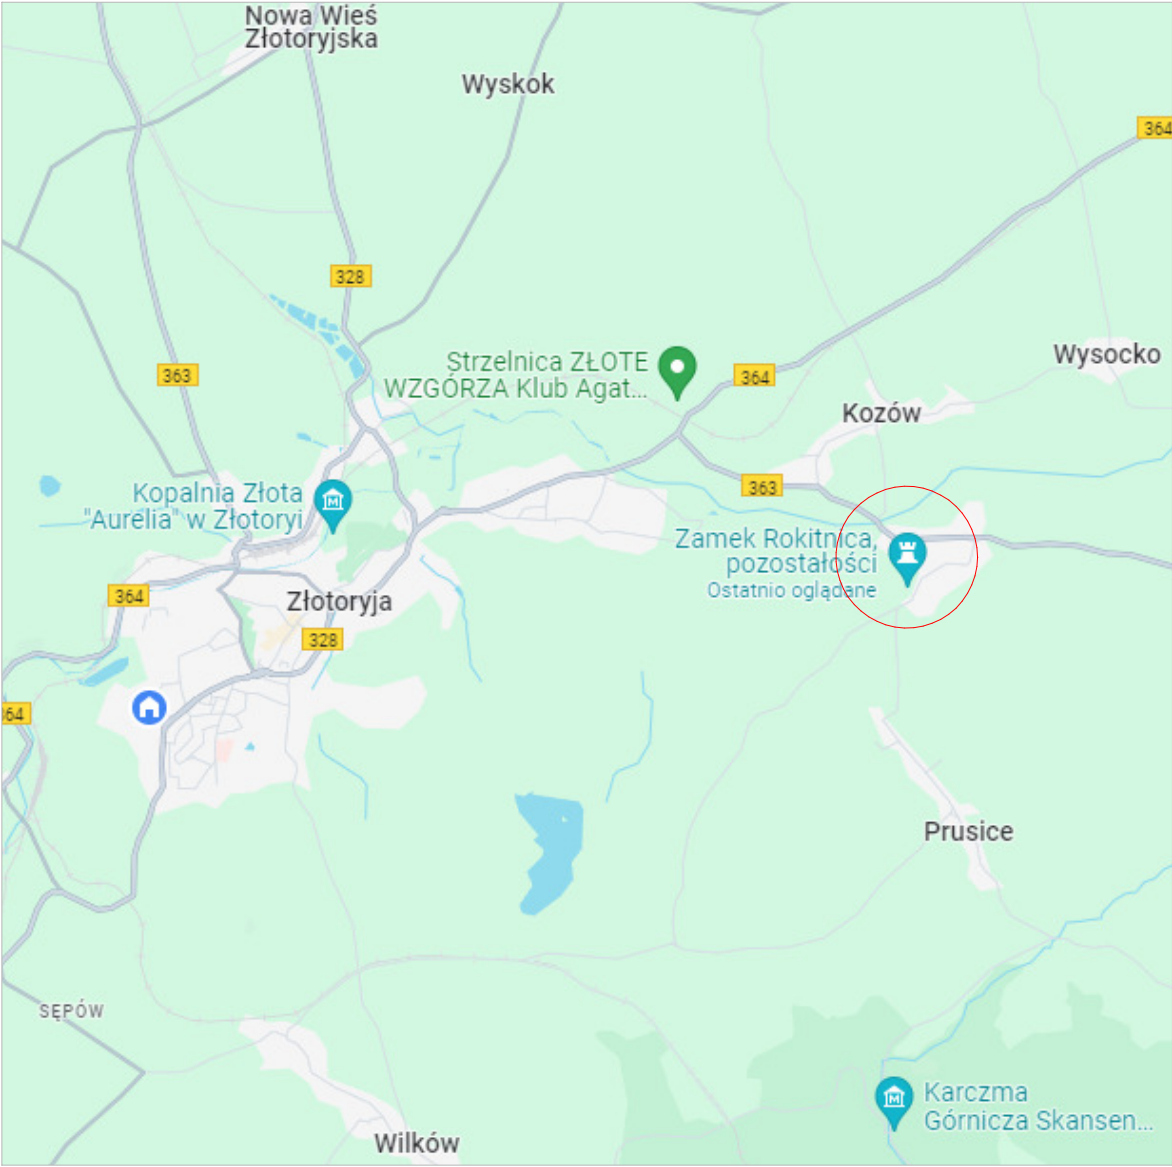 Nowa Wieś
Złotoryjska
Wyskok
364
328
Wysocko
Strzelnica ZŁOTE
WZGÓRZA Klub Agat...
364
363
Kozów
Kopalnia Złota
"Aurelia" w Złotoryi
363
Zamek Rokitnica,
pozostałości
Ostatnio oglądane
364
Złotoryja
328
364
Prusice
SĘPÓW
Karczma
Górnicza Skansen...
Wilków